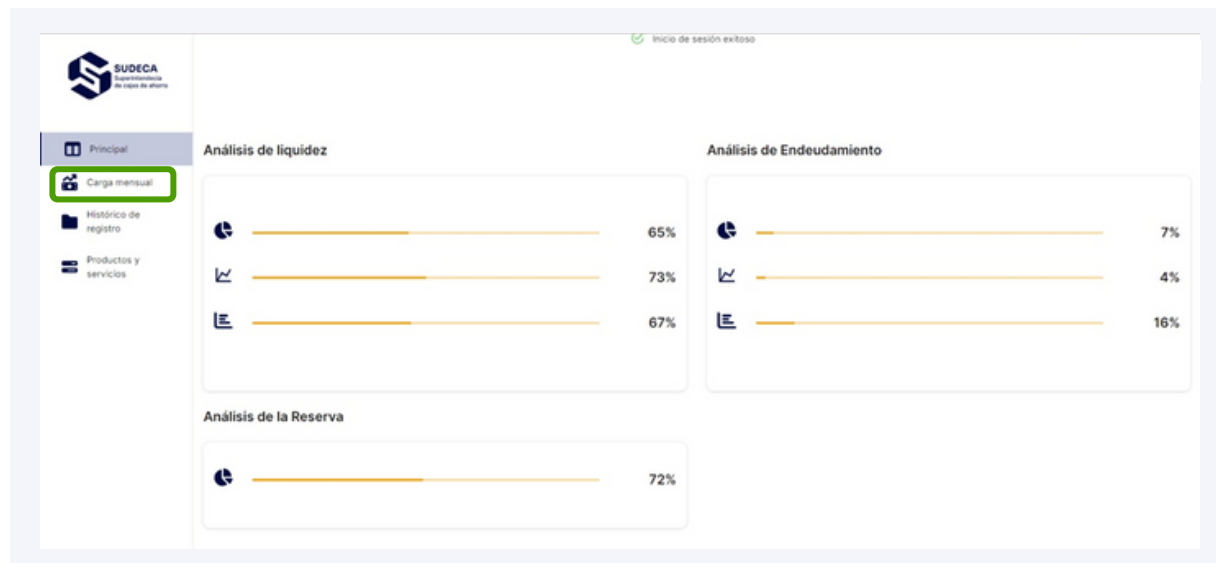 Inicio de sesión exitoso
SUDECA
Superintendecia
de cajas de ahorro
Principal
Carga mensual
Histórico de
registro
Productos y
servicios
Análisis de liquidez
65%
73%
67%
Análisis de Endeudamiento
7%
4%
16%
Análisis de la Reserva
72%